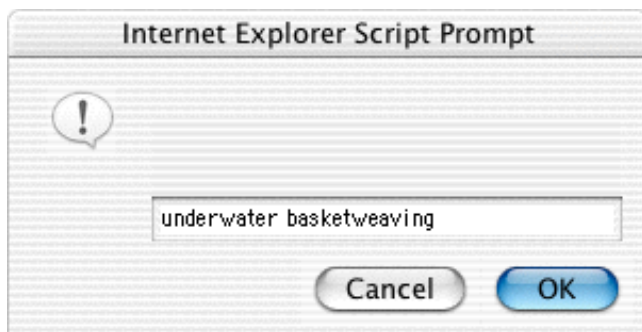 Internet Explorer Script Prompt
underwater basketweaving
Cancel OK